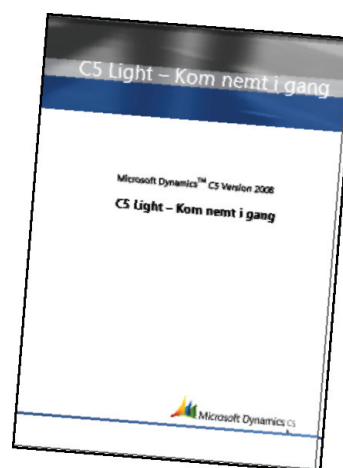 C5 Light – Kom nemt i gang
Microsoft Dynamics™ C5 Version 2008
C5 Light – Kom nemt i gang
Microsoft Dynamics C5